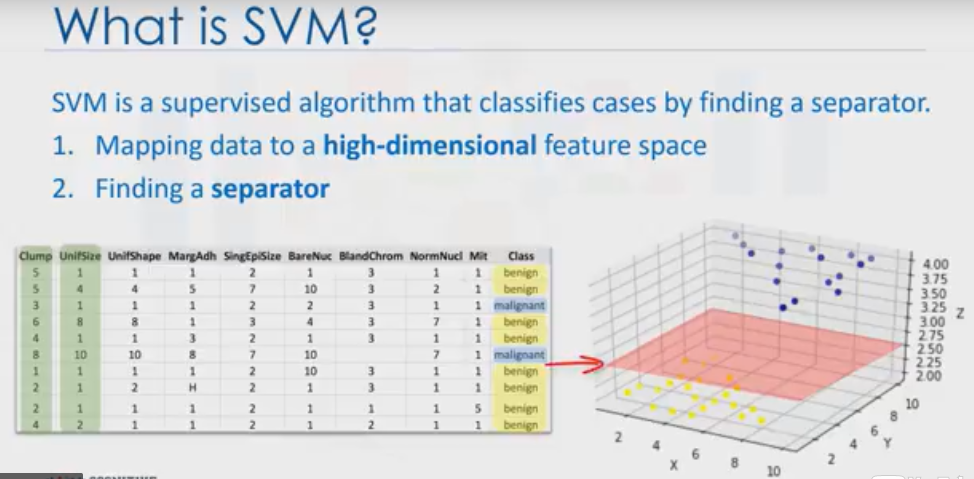 What is SVM?
SVM is a supervised algorithm that classifies cases by finding a separator.
1. Mapping data to a high-dimensional feature space
2. Finding a separator
Clump UnifSize UnifShape MargAdh SingEpiSize BareNuc BlandChrom NormNucl Mit Class
5 1 1 1 2 1 3 1 1 benign
5 4 4 5 7 10 3 2 1 benign
3 1 1 1 2 2 3 1 1 malignant
6 8 8 1 3 4 3 7 1 benign
4 1 1 3 2 1 3 1 1 benign
8 10 10 8 7 10 7 1 malignant
1 1 1 1 2 10 3 1 1 benign
2 1 2 H 2 1 3 1 1 benign
2 1 1 1 2 1 1 1 5 benign
4 2 1 1 2 1 2 1 1 benign
4.00
3.75
3.50
3.25
3.00
2.75
2.50
2.25
2.00
Z
2 4 6 8 10
X
2 4 6 8 10
Y